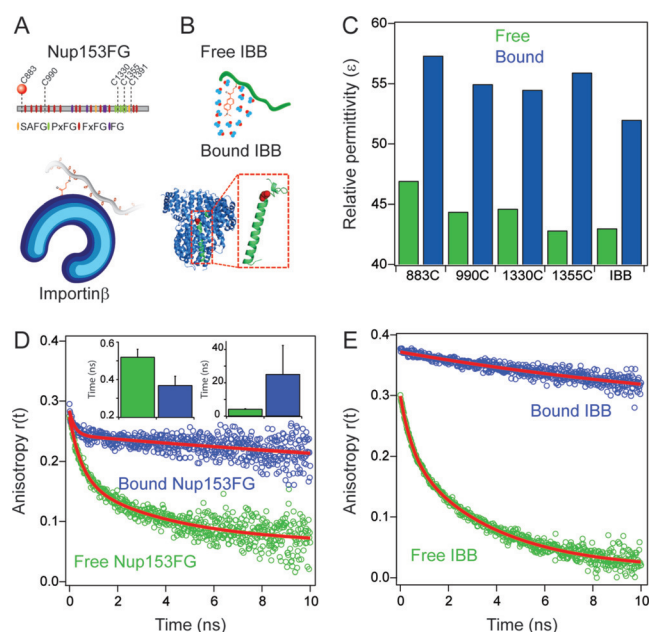 A
Nup153FG
C883
C990
C1330
C1355
C1391
SAFG PxFG FxFG FG
Importinβ
B
Free IBB
Bound IBB
C
Relative permittivity (ε)
60
55
50
45
40
Free
Bound
883C 990C 1330C 1355C IBB
D
Anisotropy r(t)
0.4
0.3
0.2
0.1
0.0
Time (ns)
0.6
0.4
0.2
Time (ns)
60
40
20
0
Bound Nup153FG
Free Nup153FG
0 2 4 6 8 10
Time (ns)
E
Anisotropy r(t)
0.4
0.3
0.2
0.1
0.0
Bound IBB
Free IBB
0 2 4 6 8 10
Time (ns)